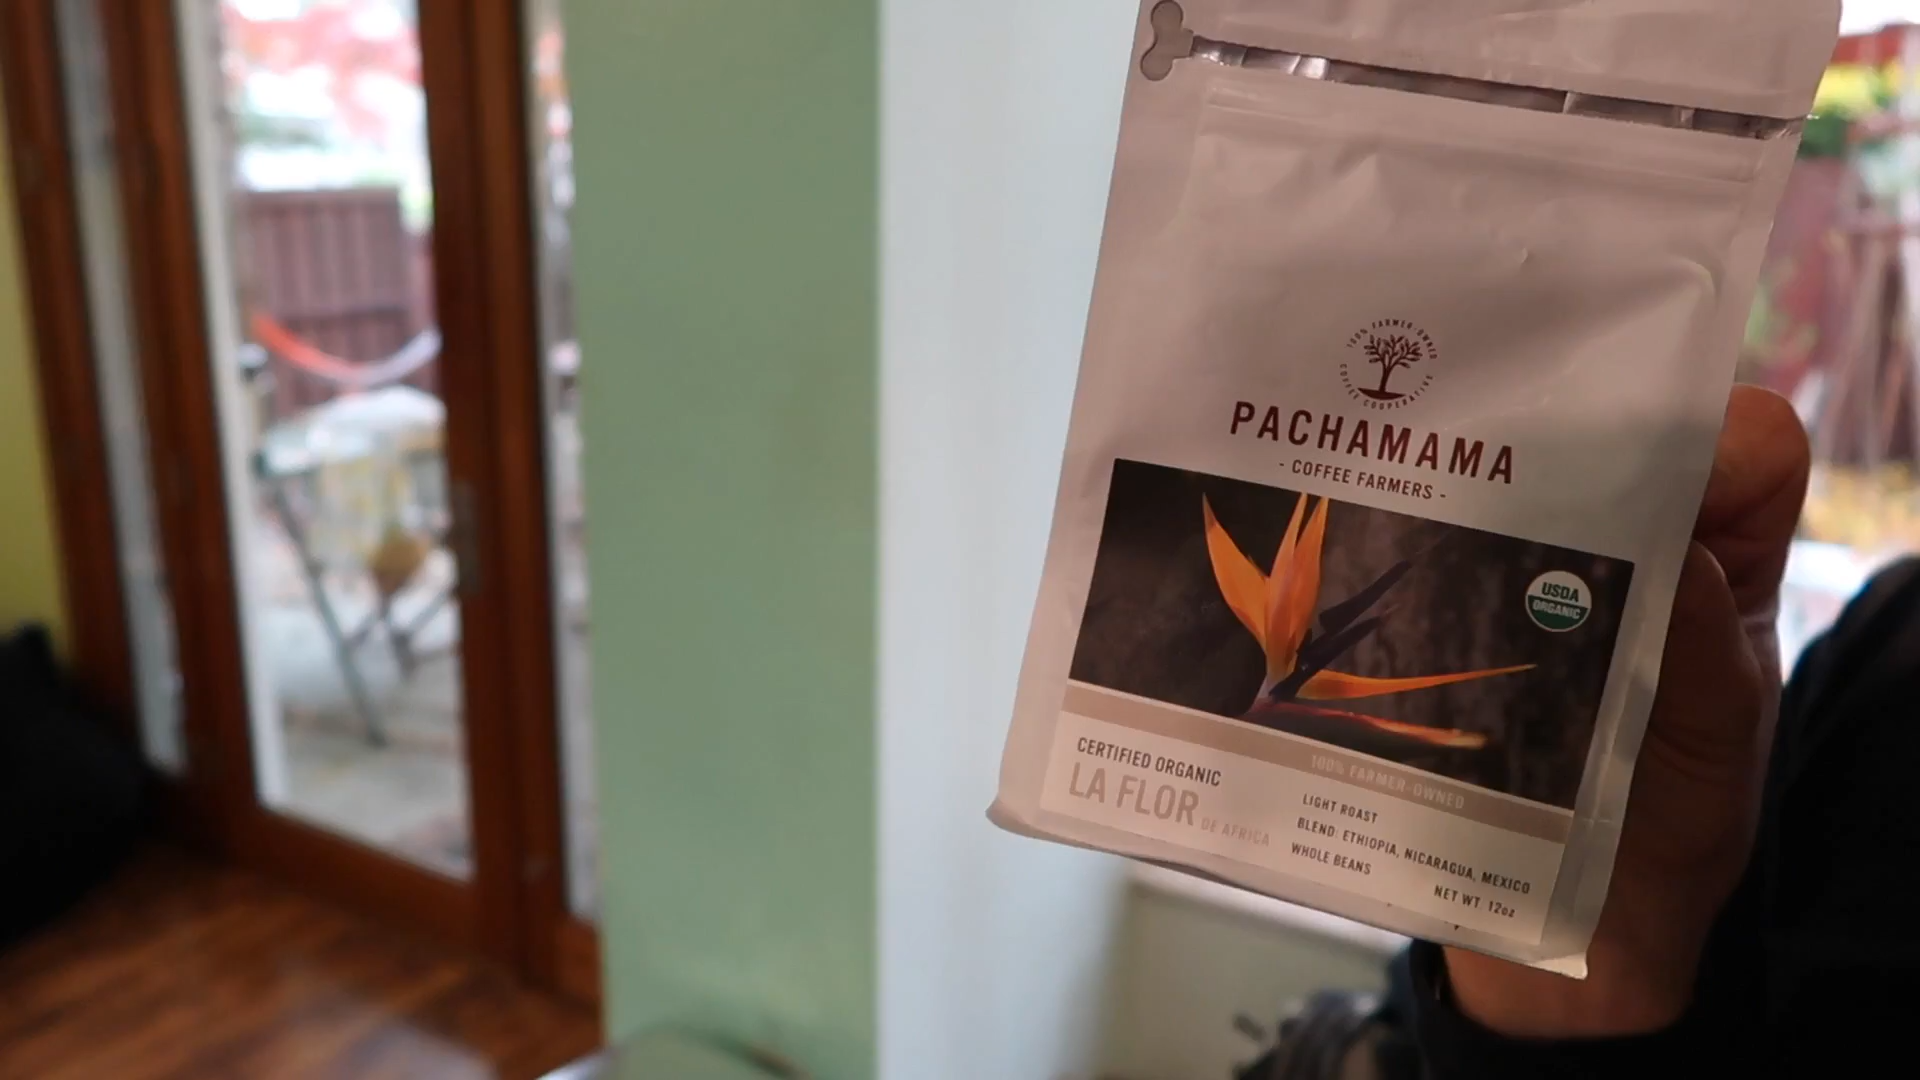 100% FARMER-OWNED
COFFEE COOPERATIVE
PACHAMAMA
- COFFEE FARMERS -
USDA
ORGANIC
100% FARMER-OWNED
CERTIFIED ORGANIC
LA FLOR DE AFRICA
LIGHT ROAST
BLEND: ETHIOPIA, NICARAGUA, MEXICO
WHOLE BEANS
NET WT. 12oz